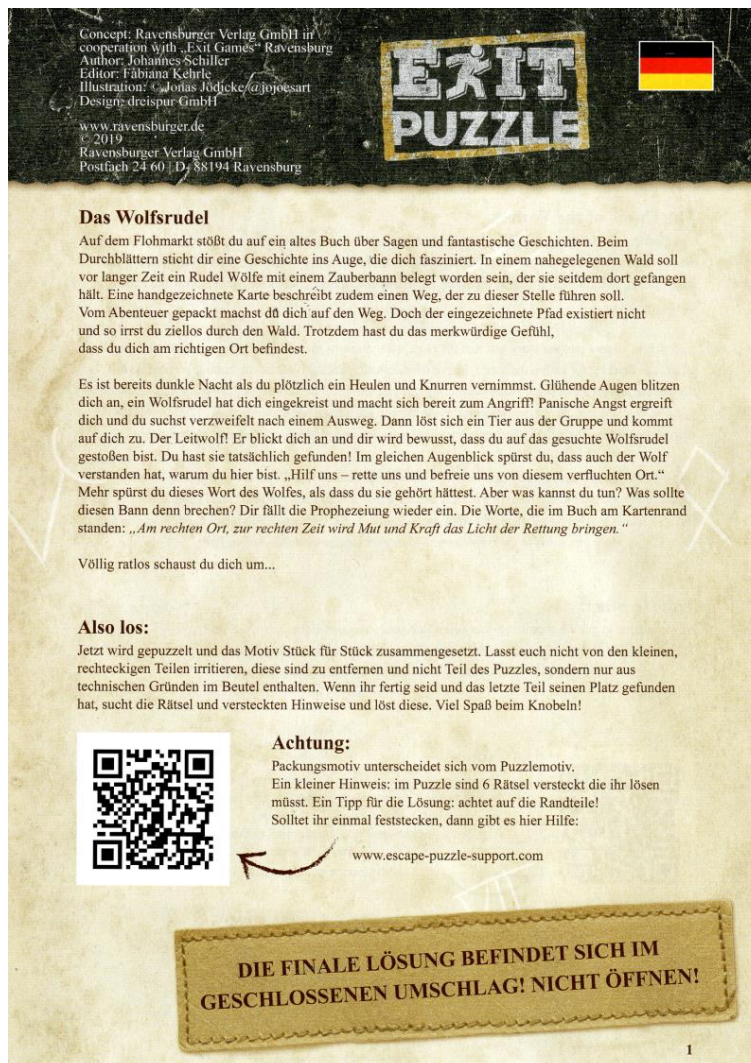 Concept: Ravensburger Verlag GmbH in
cooperation with „Exit Games“ Ravensburg
Author: Johannes Schiller
Editor: Fabiana Kehrle
Illustration: © Jonas Jödicke @jojoesart
Design: dreispur GmbH
www.ravensburger.de
© 2019
Ravensburger Verlag GmbH
Postfach 24 60 | D- 88194 Ravensburg
EXIT
PUZZLE
Das Wolfsrudel
Auf dem Flohmarkt stößt du auf ein altes Buch über Sagen und fantastische Geschichten. Beim
Durchblättern sticht dir eine Geschichte ins Auge, die dich fasziniert. In einem nahegelegenen Wald soll
vor langer Zeit ein Rudel Wölfe mit einem Zauberbann belegt worden sein, der sie seitdem dort gefangen
hält. Eine handgezeichnete Karte beschreibt zudem einen Weg, der zu dieser Stelle führen soll.
Vom Abenteuer gepackt machst du dich auf den Weg. Doch der eingezeichnete Pfad existiert nicht
und so irrst du ziellos durch den Wald. Trotzdem hast du das merkwürdige Gefühl,
dass du dich am richtigen Ort befindest.
Es ist bereits dunkle Nacht als du plötzlich ein Heulen und Knurren vernimmst. Glühende Augen blitzen
dich an, ein Wolfsrudel hat dich eingekreist und macht sich bereit zum Angriff! Panische Angst ergreift
dich und du suchst verzweifelt nach einem Ausweg. Dann löst sich ein Tier aus der Gruppe und kommt
auf dich zu. Der Leitwolf! Er blickt dich an und dir wird bewusst, dass du auf das gesuchte Wolfsrudel
gestoßen bist. Du hast sie tatsächlich gefunden! Im gleichen Augenblick spürst du, dass auch der Wolf
verstanden hat, warum du hier bist. „Hilf uns – rette uns und befreie uns von diesem verfluchten Ort.“
Mehr spürst du dieses Wort des Wolfes, als dass du sie gehört hättest. Aber was kannst du tun? Was sollte
diesen Bann denn brechen? Dir fällt die Prophezeiung wieder ein. Die Worte, die im Buch am Kartenrand
standen: „Am rechten Ort, zur rechten Zeit wird Mut und Kraft das Licht der Rettung bringen.“
Völlig ratlos schaust du dich um...
Also los:
Jetzt wird gepuzzelt und das Motiv Stück für Stück zusammengesetzt. Lasst euch nicht von den kleinen,
rechteckigen Teilen irritieren, diese sind zu entfernen und nicht Teil des Puzzles, sondern nur aus
technischen Gründen im Beutel enthalten. Wenn ihr fertig seid und das letzte Teil seinen Platz gefunden
hat, sucht die Rätsel und versteckten Hinweise und löst diese. Viel Spaß beim Knobeln!
Achtung:
Packungsmotiv unterscheidet sich vom Puzzlemotiv.
Ein kleiner Hinweis: im Puzzle sind 6 Rätsel versteckt die ihr lösen
müsst. Ein Tipp für die Lösung: achtet auf die Randteile!
Solltet ihr einmal feststecken, dann gibt es hier Hilfe:
www.escape-puzzle-support.com
DIE FINALE LÖSUNG BEFINDET SICH IM
GESCHLOSSENEN UMSCHLAG! NICHT ÖFFNEN!
1